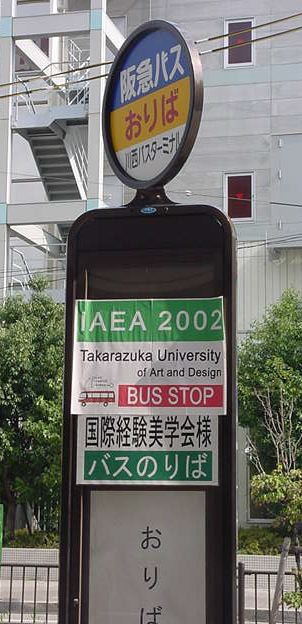 阪急バス
おりば
川西バスターミナル
IAEA 2002
Takarazuka University
of Art and Design
BUS STOP
国際経験美学会様
バスのりば
おりば